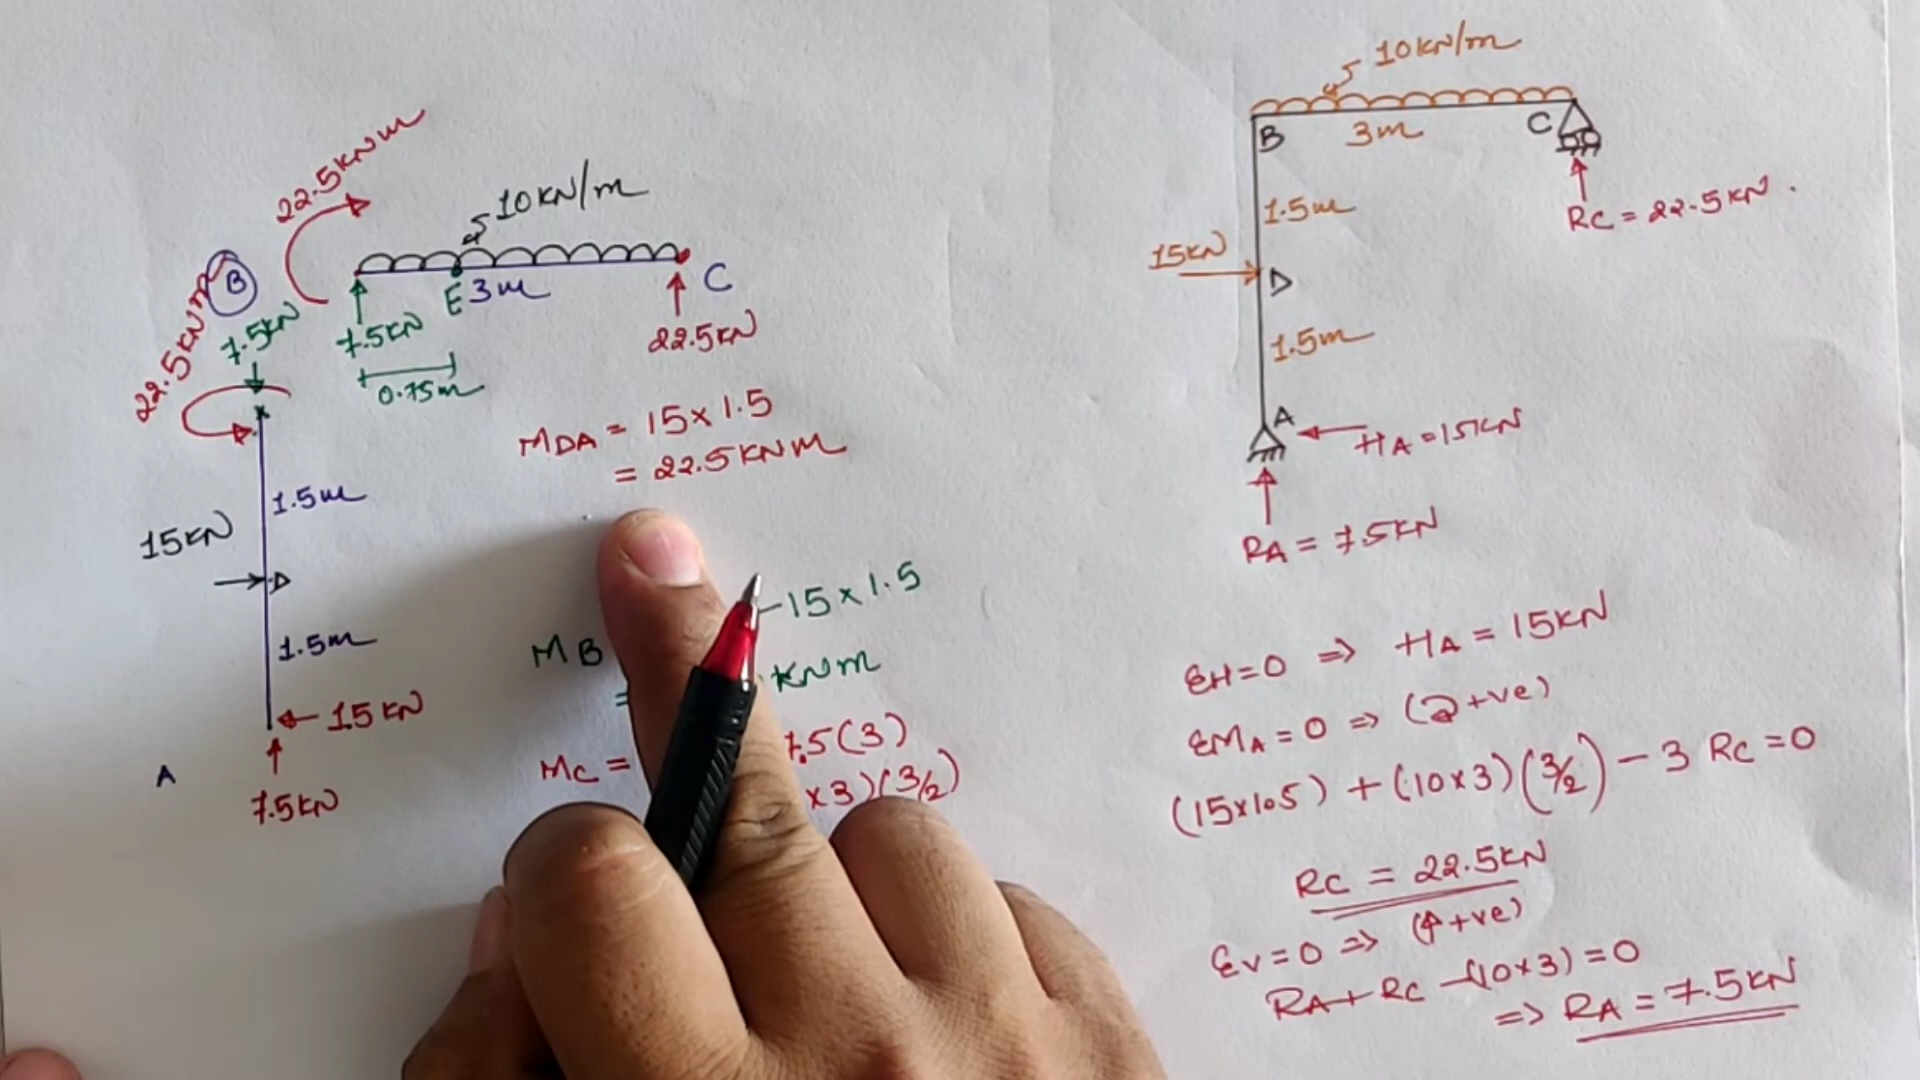 22.5KNm
10KN/m
B
22.5KNm
7.5KN
7.5KN
E 3m
C
22.5KN
0.75m
1.5m
15KN
D
1.5m
15KN
A
7.5KN
MDA = 15 x 1.5
= 22.5KNm
MB
-15 x 1.5
=
KNm
MC =
7.5(3)
x3)(3/2)
10KN/m
B
3m
C
1.5m
RC = 22.5KN.
15KN
D
1.5m
A
HA = 15KN
RA = 7.5KN
ΣH=0 => HA = 15KN
ΣMA=0 => (↻+ve)
(15x1.5) + (10x3)(3/2) - 3 RC =0
RC = 22.5KN
ΣV=0 => (↑+ve)
RA+RC -(10x3)=0
=> RA = 7.5KN